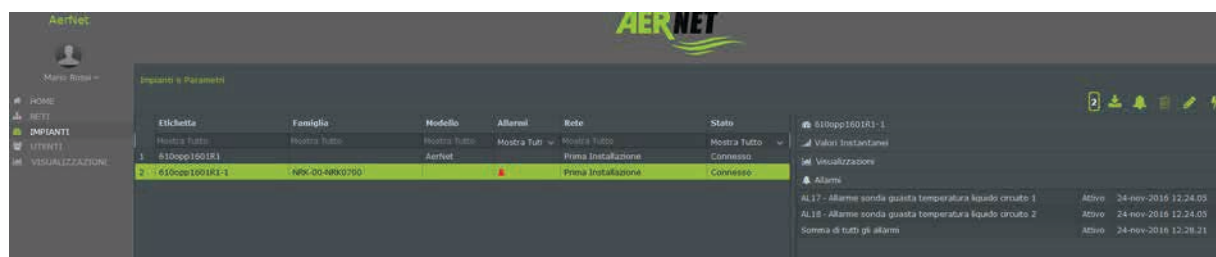 AerNet
AERNET
Mario Rossi
Impianti e Parametri
HOME
RETI
IMPIANTI
UTENTI
VISUALIZZAZIONI
2
Etichetta Famiglia Modello Allarmi Rete Stato
Mostra Tutto Mostra Tutto Mostra Tutto Mostra Tutt Mostra Tutto Mostra Tutto
1 610opp1601R1 AerNet Prima Installazione Connesso
2 610opp1601R1-1 NRK-00-NRK0700 Prima Installazione Connesso
610opp1601R1-1
Valori Instantanei
Visualizzazioni
Allarmi
AL17 - Allarme sonda guasta temperatura liquido circuito 1 Attivo 24-nov-2016 12.24.05
AL18 - Allarme sonda guasta temperatura liquido circuito 2 Attivo 24-nov-2016 12.24.05
Somma di tutti gli allarmi Attivo 24-nov-2016 12.28.21